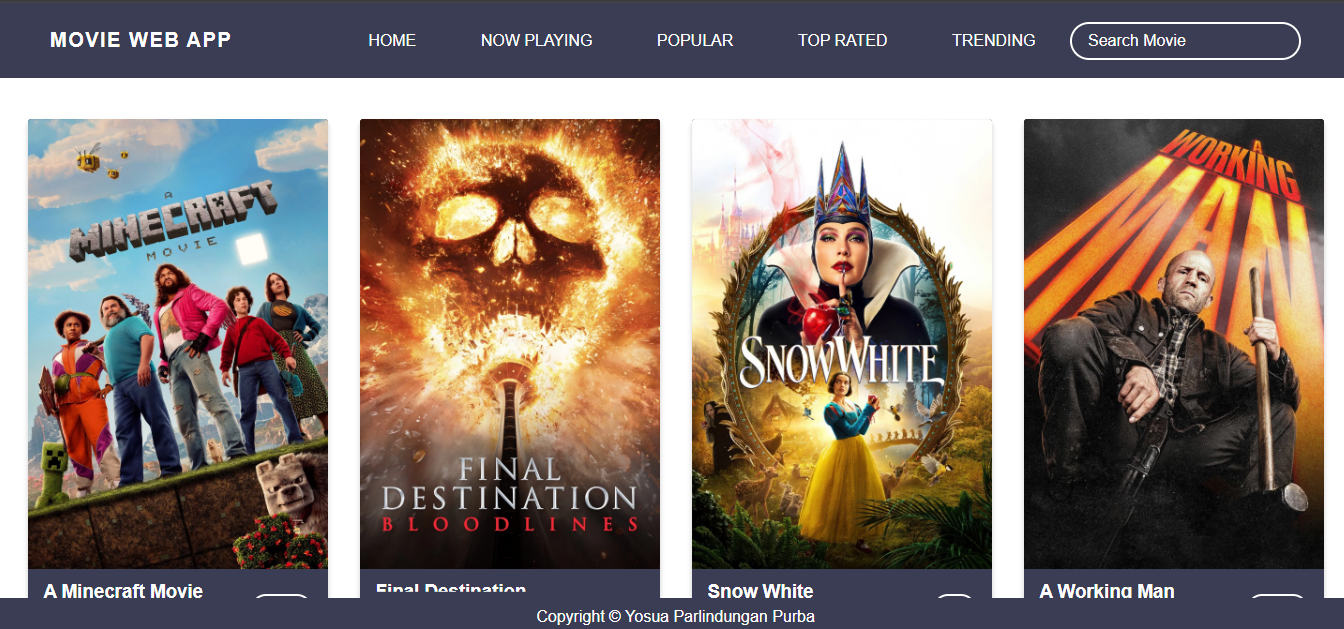 MOVIE WEB APP HOME NOW PLAYING POPULAR TOP RATED TRENDING Search Movie
A
MINECRAFT
MOVIE
FINAL
DESTINATION
BLOODLINES
SNOW WHITE
A
WORKING
MAN
A Minecraft Movie
Final Destination
Snow White
A Working Man
Copyright © Yosua Parlindungan Purba